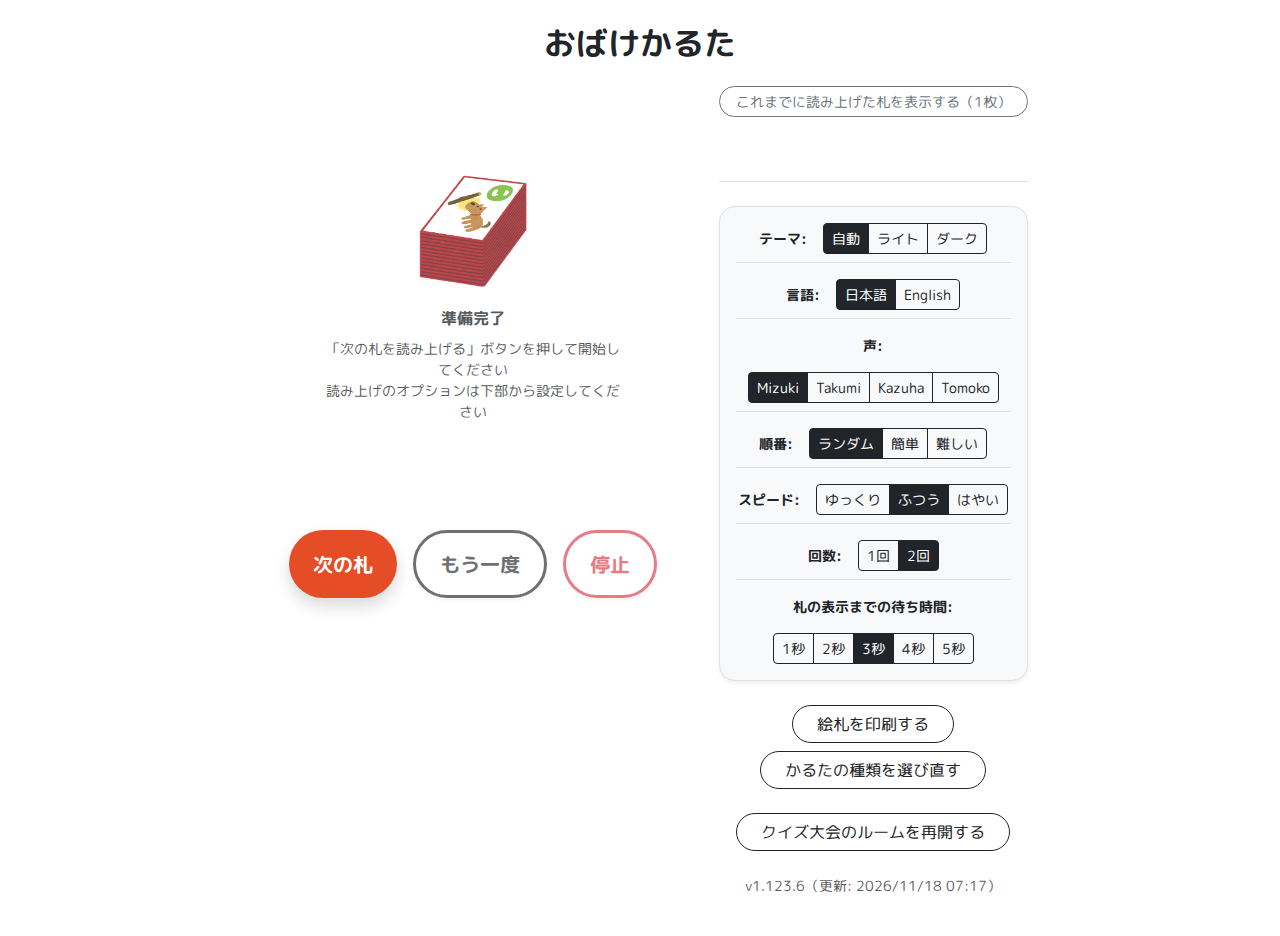 おばけかるた
これまでに読み上げた札を表示する（1枚）
準備完了
「次の札を読み上げる」ボタンを押して開始し
てください
読み上げのオプションは下部から設定してくだ
さい
次の札 もう一度 停止
テーマ: 自動 ライト ダーク
言語: 日本語 English
声:
Mizuki Takumi Kazuha Tomoko
順番: ランダム 簡単 難しい
スピード: ゆっくり ふつう はやい
回数: 1回 2回
札の表示までの待ち時間:
1秒 2秒 3秒 4秒 5秒
絵札を印刷する
かるたの種類を選び直す
クイズ大会のルームを再開する
v1.123.6（更新: 2026/11/18 07:17）